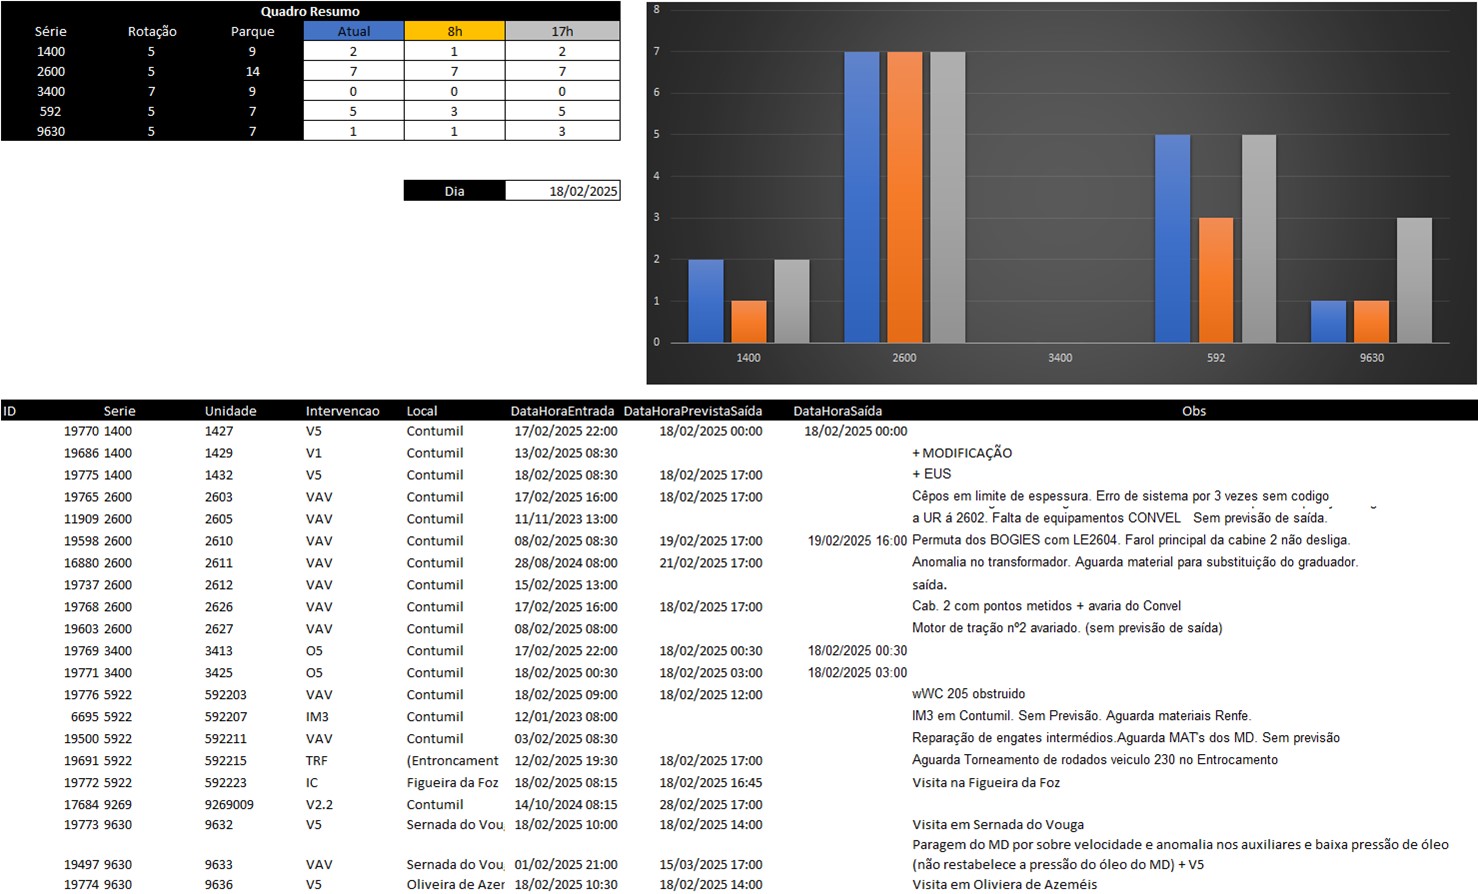 Quadro Resumo
Série Rotação Parque Atual 8h 17h
1400 5 9 2 1 2
2600 5 14 7 7 7
3400 7 9 0 0 0
592 5 7 5 3 5
9630 5 7 1 1 3
Dia 18/02/2025
8
7
6
5
4
3
2
1
0
1400 2600 3400 592 9630
ID Serie Unidade Intervencao Local DataHoraEntrada DataHoraPrevistaSaída DataHoraSaída Obs
19770 1400 1427 V5 Contumil 17/02/2025 22:00 18/02/2025 00:00 18/02/2025 00:00
19686 1400 1429 V1 Contumil 13/02/2025 08:30 + MODIFICAÇÃO
19775 1400 1432 V5 Contumil 18/02/2025 08:30 18/02/2025 17:00 + EUS
19765 2600 2603 VAV Contumil 17/02/2025 16:00 18/02/2025 17:00 Cêpos em limite de espessura. Erro de sistema por 3 vezes sem codigo
11909 2600 2605 VAV Contumil 11/11/2023 13:00 a UR á 2602. Falta de equipamentos CONVEL Sem previsão de saída.
19598 2600 2610 VAV Contumil 08/02/2025 08:30 19/02/2025 17:00 19/02/2025 16:00 Permuta dos BOGIES com LE2604. Farol principal da cabine 2 não desliga.
16880 2600 2611 VAV Contumil 28/08/2024 08:00 21/02/2025 17:00 Anomalia no transformador. Aguarda material para substituição do graduador.
19737 2600 2612 VAV Contumil 15/02/2025 13:00 saída.
19768 2600 2626 VAV Contumil 17/02/2025 16:00 18/02/2025 17:00 Cab. 2 com pontos metidos + avaria do Convel
19603 2600 2627 VAV Contumil 08/02/2025 08:00 Motor de tração nº2 avariado. (sem previsão de saída)
19769 3400 3413 O5 Contumil 17/02/2025 22:00 18/02/2025 00:30 18/02/2025 00:30
19771 3400 3425 O5 Contumil 18/02/2025 00:30 18/02/2025 03:00 18/02/2025 03:00
19776 5922 592203 VAV Contumil 18/02/2025 09:00 18/02/2025 12:00 wWC 205 obstruido
6695 5922 592207 IM3 Contumil 12/01/2023 08:00 IM3 em Contumil. Sem Previsão. Aguarda materiais Renfe.
19500 5922 592211 VAV Contumil 03/02/2025 08:30 Reparação de engates intermédios.Aguarda MAT's dos MD. Sem previsão
19691 5922 592215 TRF (Entroncament 12/02/2025 19:30 18/02/2025 17:00 Aguarda Torneamento de rodados veiculo 230 no Entrocamento
19772 5922 592223 IC Figueira da Foz 18/02/2025 08:15 18/02/2025 16:45 Visita na Figueira da Foz
17684 9269 9269009 V2.2 Contumil 14/10/2024 08:15 28/02/2025 17:00
19773 9630 9632 V5 Sernada do Vou 18/02/2025 10:00 18/02/2025 14:00 Visita em Sernada do Vouga
Paragem do MD por sobre velocidade e anomalia nos auxiliares e baixa pressão de óleo
19497 9630 9633 VAV Sernada do Vou 01/02/2025 21:00 15/03/2025 17:00 (não restabelece a pressão do óleo do MD) + V5
19774 9630 9636 V5 Oliveira de Azer 18/02/2025 10:30 18/02/2025 14:00 Visita em Oliviera de Azeméis